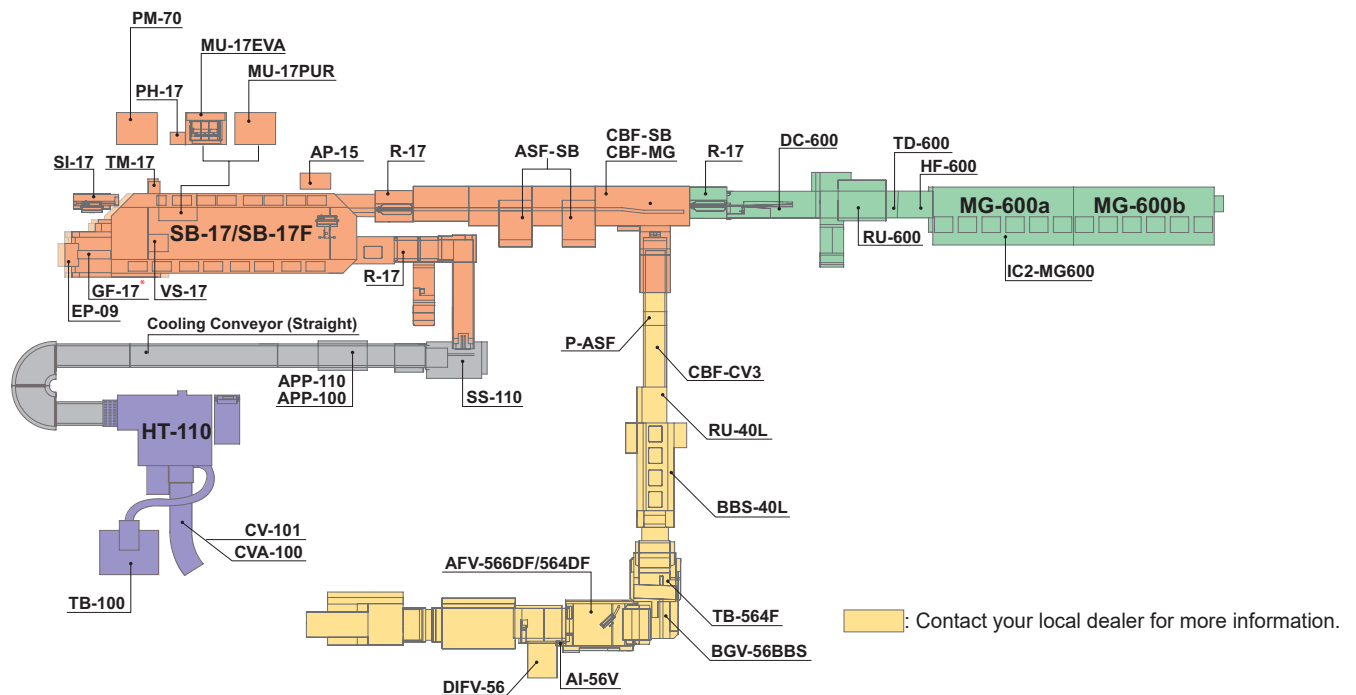 PM-70
MU-17EVA
MU-17PUR
PH-17
SI-17
TM-17
AP-15
R-17
ASF-SB
CBF-SB
CBF-MG
R-17
DC-600
TD-600
HF-600
MG-600a
MG-600b
SB-17/SB-17F
RU-600
IC2-MG600
R-17
GF-17*
VS-17
EP-09
Cooling Conveyor (Straight)
P-ASF
CBF-CV3
APP-110
APP-100
SS-110
HT-110
RU-40L
BBS-40L
CV-101
CVA-100
TB-100
AFV-566DF/564DF
TB-564F
: Contact your local dealer for more information.
BGV-56BBS
AI-56V
DIFV-56